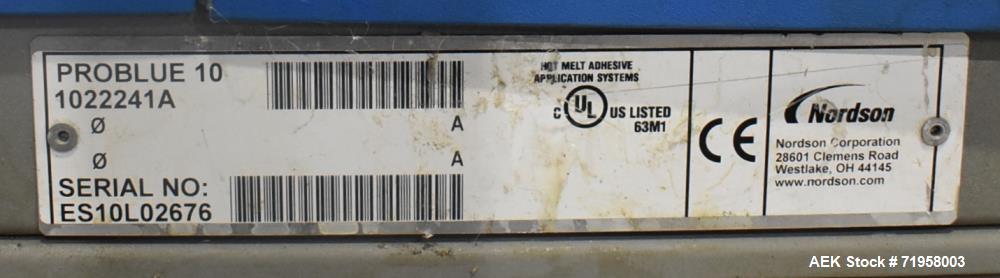 PROBLUE 10
1022241A
Ø A
Ø A
SERIAL NO:
ES10L02676
HOT MELT ADHESIVE
APPLICATION SYSTEMS
C UL US LISTED
63M1
CE
Nordson
Nordson Corporation
28601 Clemens Road
Westlake, OH 44145
www.nordson.com
AEK Stock # 71958003